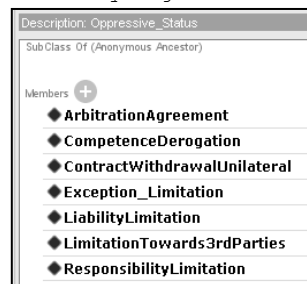 Description: Oppressive_Status
SubClass Of (Anonymous Ancestor)
Members
ArbitrationAgreement
CompetenceDerogation
ContractWithdrawalUnilateral
Exception_Limitation
LiabilityLimitation
LimitationTowards3rdParties
ResponsibilityLimitation